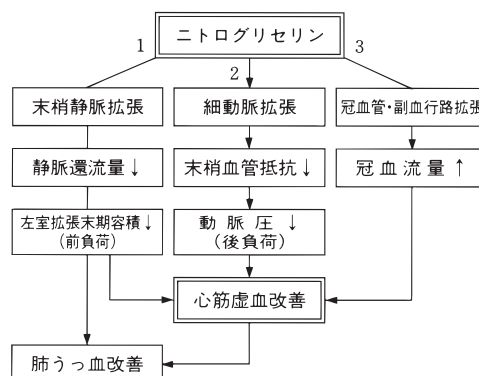 ニトログリセリン
1
2
3
末梢静脈拡張
細動脈拡張
冠血管・副血行路拡張
静脈還流量↓
末梢血管抵抗↓
冠血流量↑
左室拡張末期容積↓
(前負荷)
動脈圧↓
(後負荷)
心筋虚血改善
肺うっ血改善